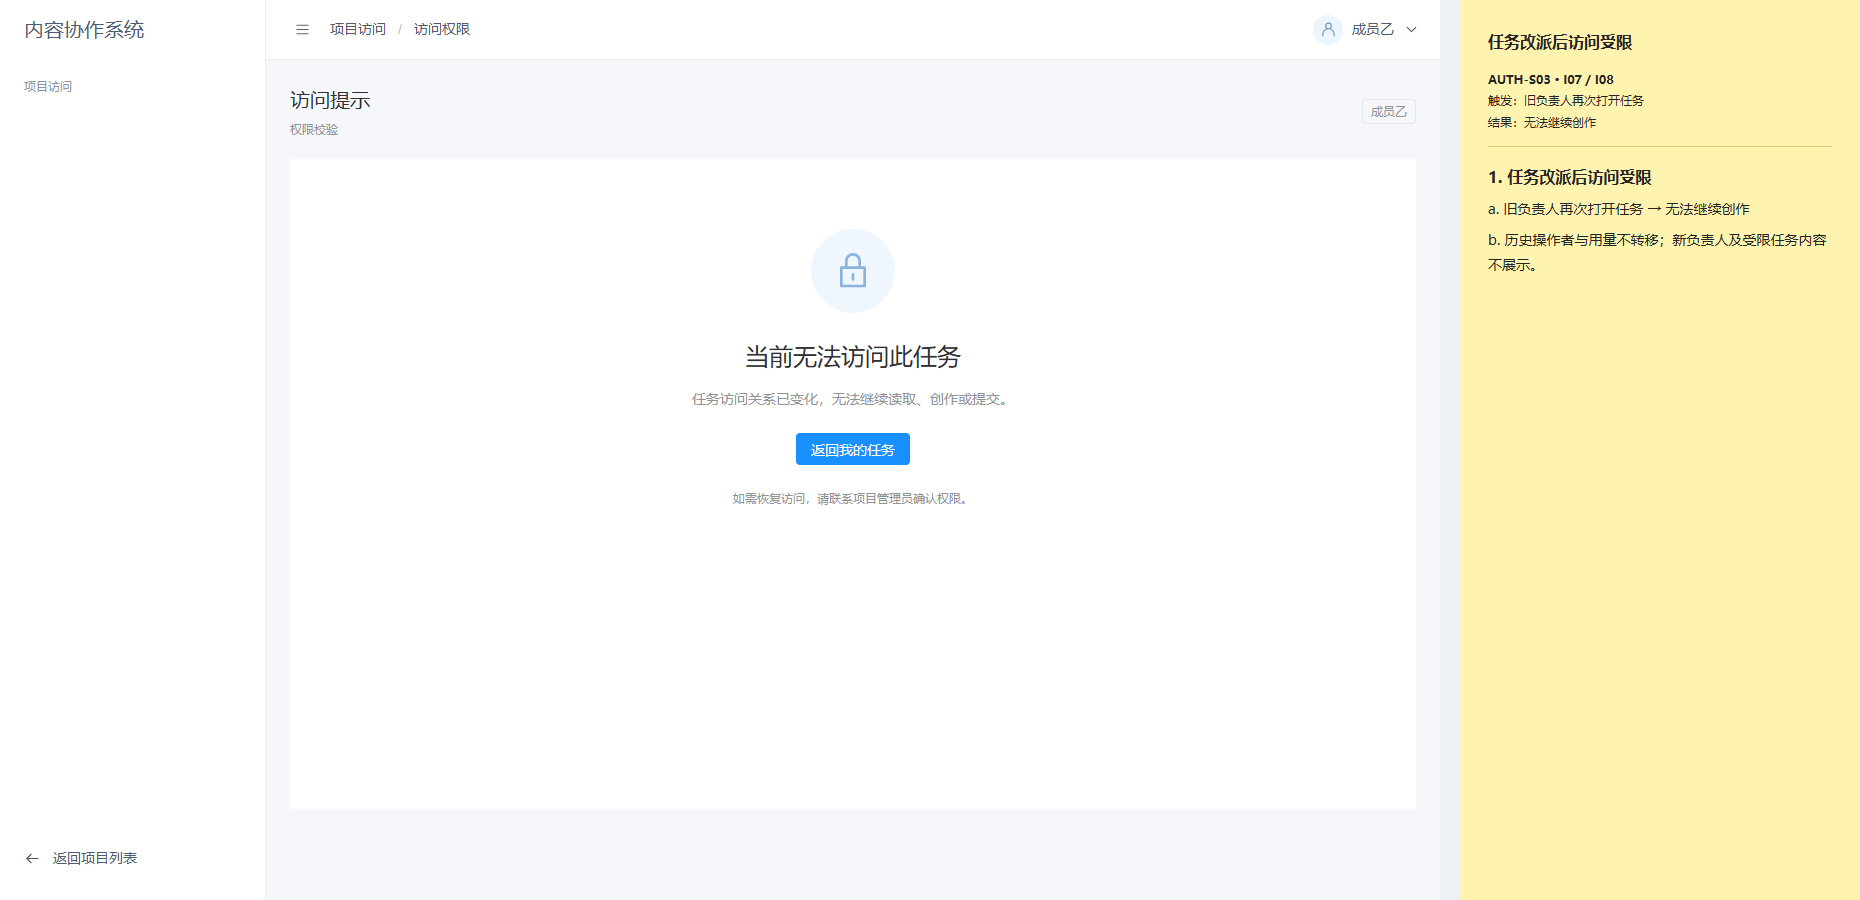 内容协作系统
项目访问
返回项目列表
项目访问 / 访问权限
成员乙
访问提示
权限校验
成员乙
当前无法访问此任务
任务访问关系已变化，无法继续读取、创作或提交。
返回我的任务
如需恢复访问，请联系项目管理员确认权限。
任务改派后访问受限
AUTH-S03 • I07 / I08
触发：旧负责人再次打开任务
结果：无法继续创作
1. 任务改派后访问受限
a. 旧负责人再次打开任务 → 无法继续创作
b. 历史操作者与用量不转移；新负责人及受限任务内容
不展示。